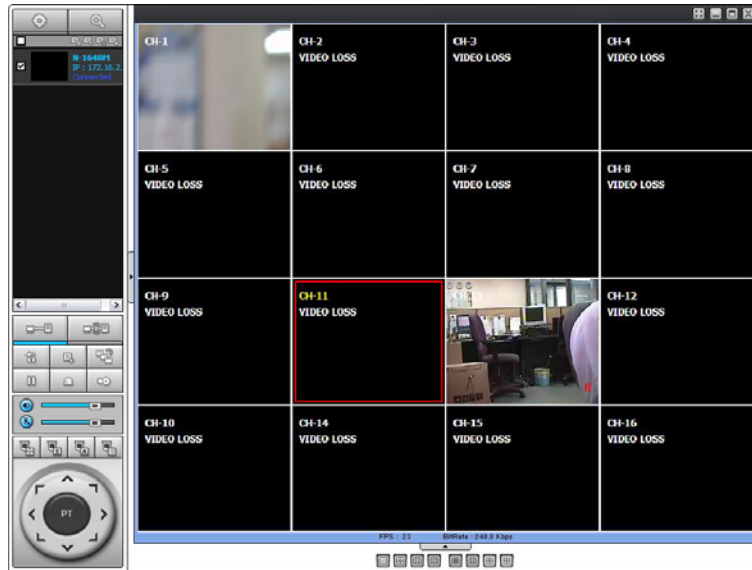 N-1640M
IP : 172.16.2.
Connected
CH-1
CH-2
VIDEO LOSS
CH-3
VIDEO LOSS
CH-4
VIDEO LOSS
CH-5
VIDEO LOSS
CH-6
VIDEO LOSS
CH-7
VIDEO LOSS
CH-8
VIDEO LOSS
CH-9
VIDEO LOSS
CH-11
VIDEO LOSS
CH-12
VIDEO LOSS
CH-10
VIDEO LOSS
CH-14
VIDEO LOSS
CH-15
VIDEO LOSS
CH-16
VIDEO LOSS
PT
FPS : 23
BitRate : 248.8 Kbps